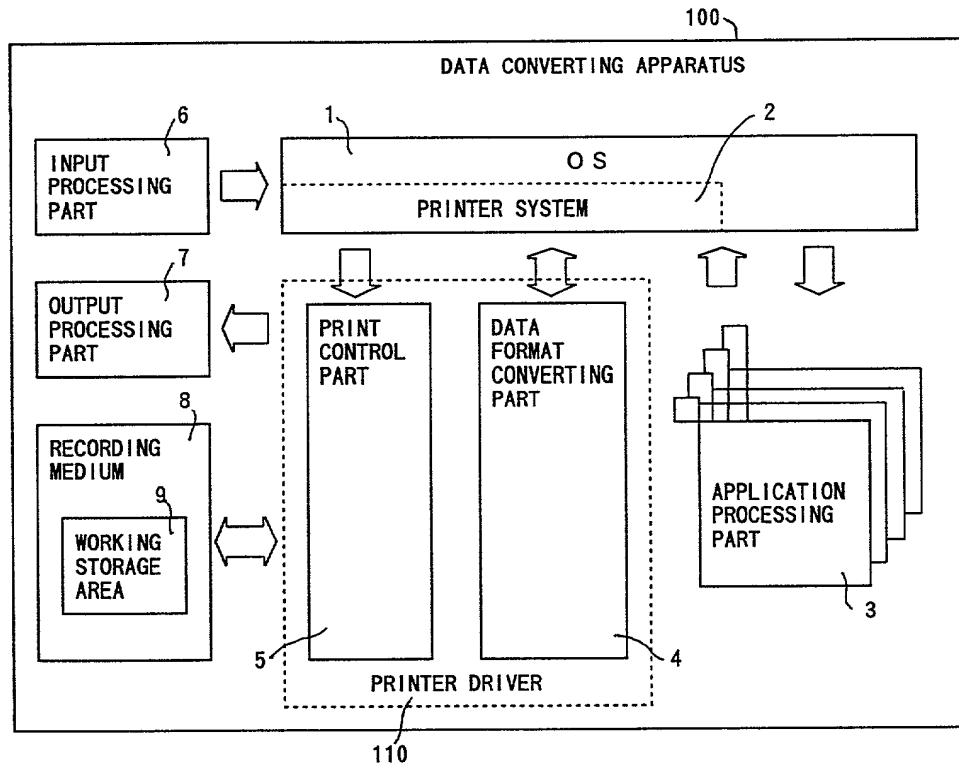 100
DATA CONVERTING APPARATUS
6
INPUT
PROCESSING
PART
1
2
OS
PRINTER SYSTEM
7
OUTPUT
PROCESSING
PART
PRINT
CONTROL
PART
DATA
FORMAT
CONVERTING
PART
8
RECORDING
MEDIUM
9
WORKING
STORAGE
AREA
APPLICATION
PROCESSING
PART
3
5
4
PRINTER DRIVER
110